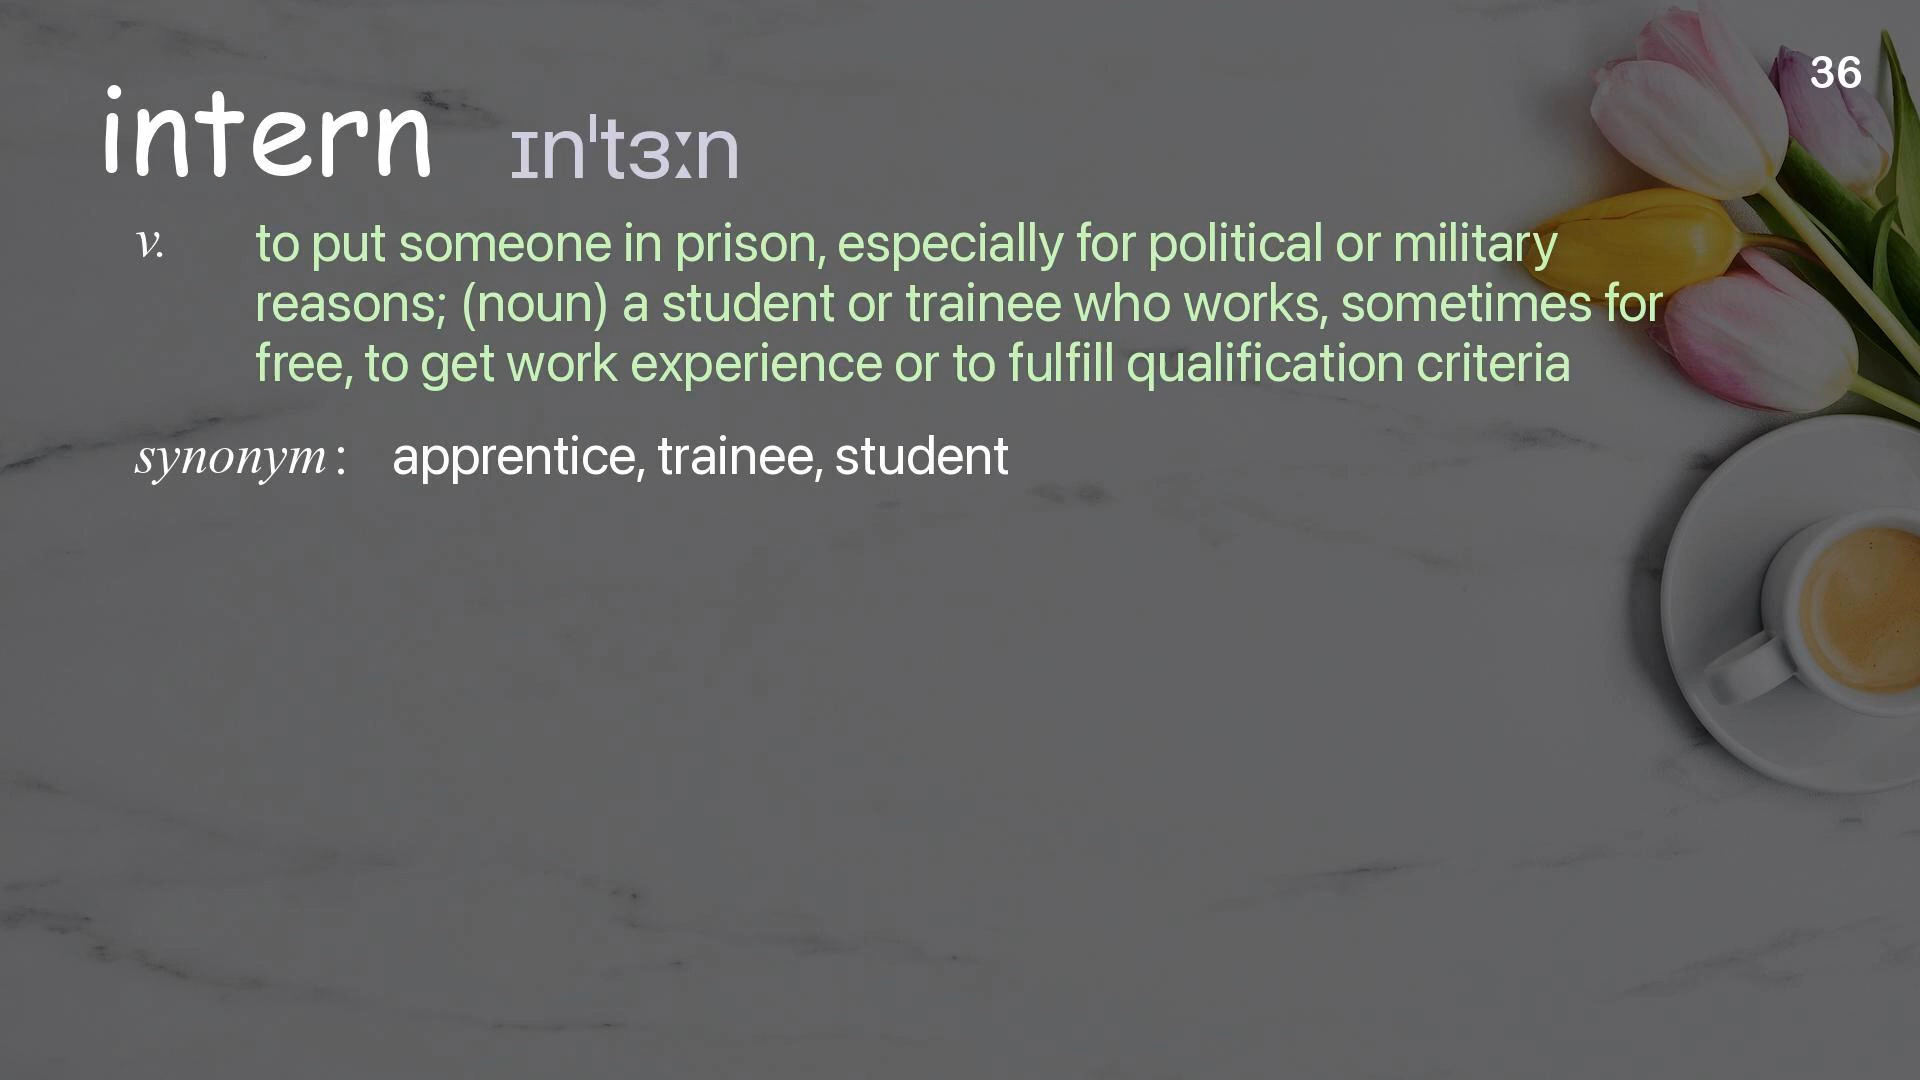 36
intern ɪnˈtɜːn
v. to put someone in prison, especially for political or military
reasons; (noun) a student or trainee who works, sometimes for
free, to get work experience or to fulfill qualification criteria
synonym : apprentice, trainee, student